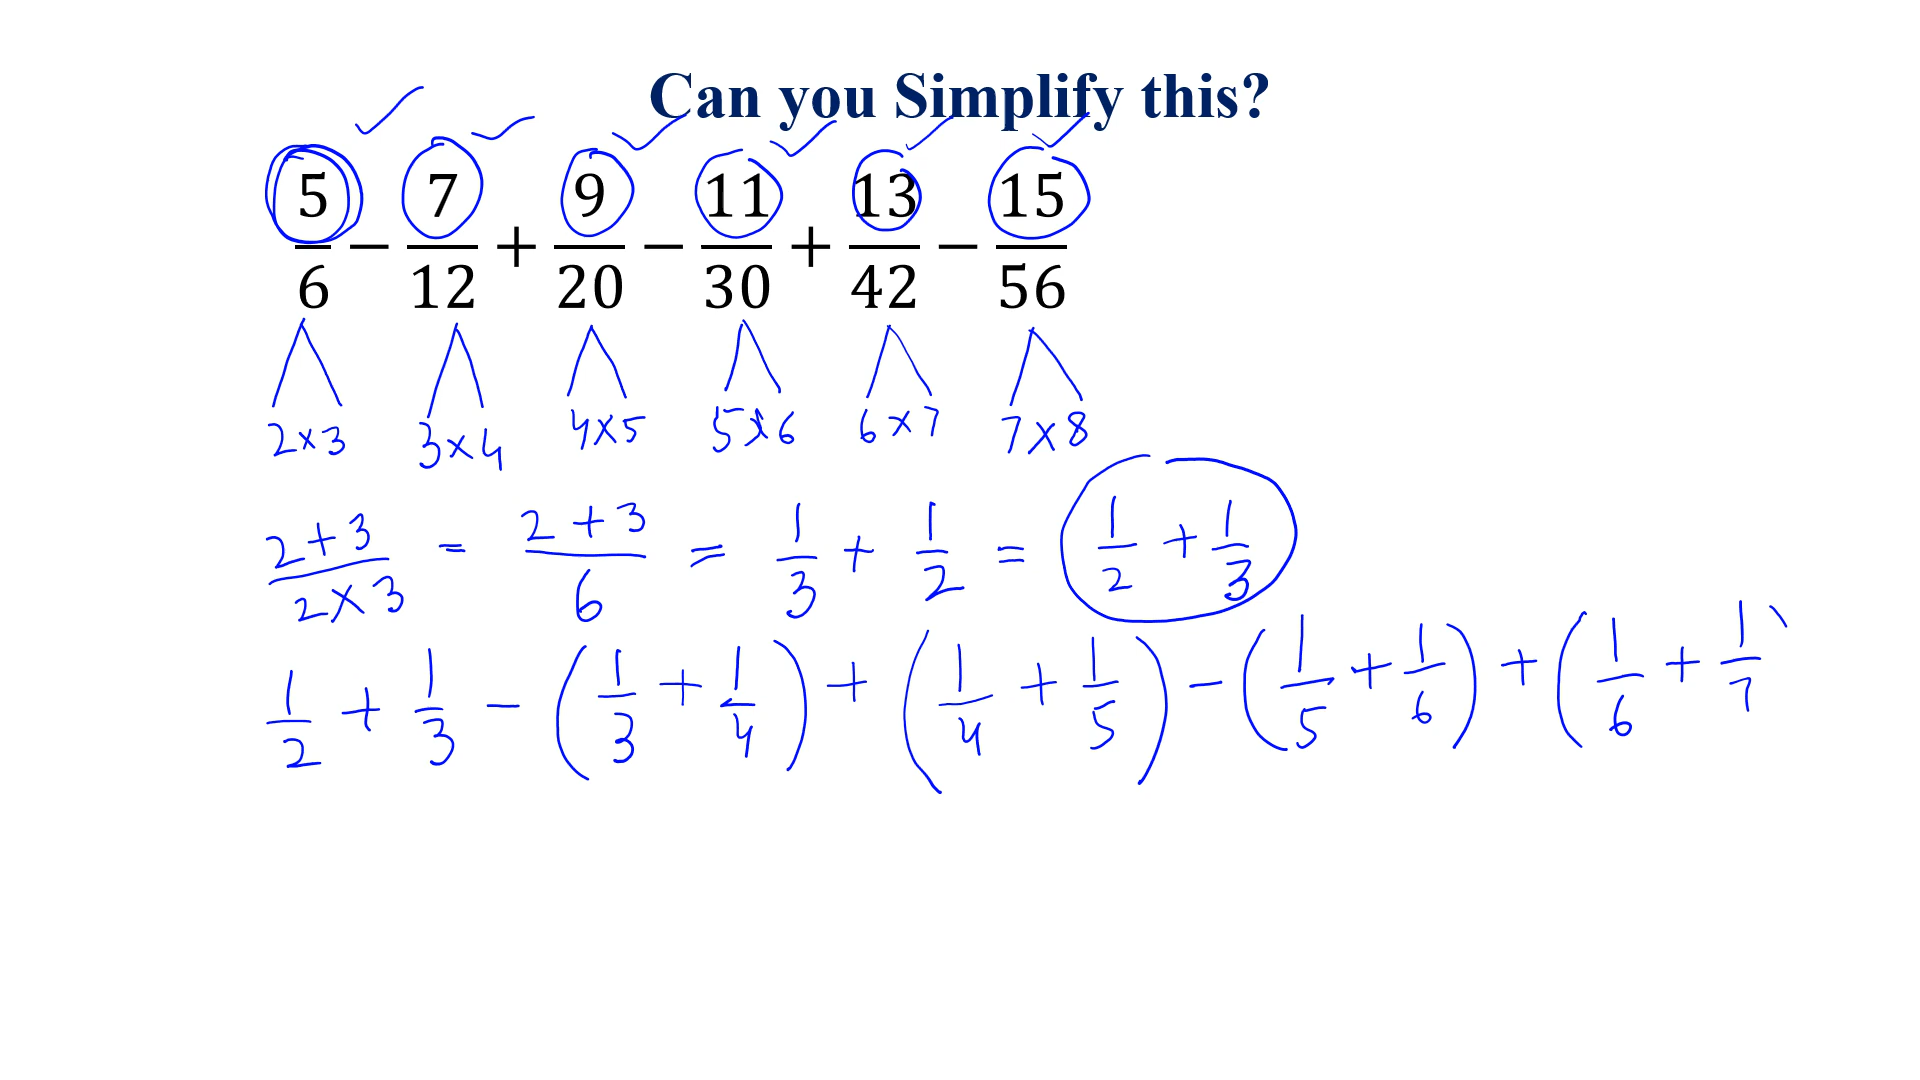 Can you Simplify this?
5/6 − 7/12 + 9/20 − 11/30 + 13/42 − 15/56
2×3 3×4 4×5 5×6 6×7 7×8
2+3/2×3 = 2+3/6 = 1/3 + 1/2 = 1/2 + 1/3
1/2 + 1/3 − (1/3 + 1/4) + (1/4 + 1/5) − (1/5 + 1/6) + (1/6 + 1/7